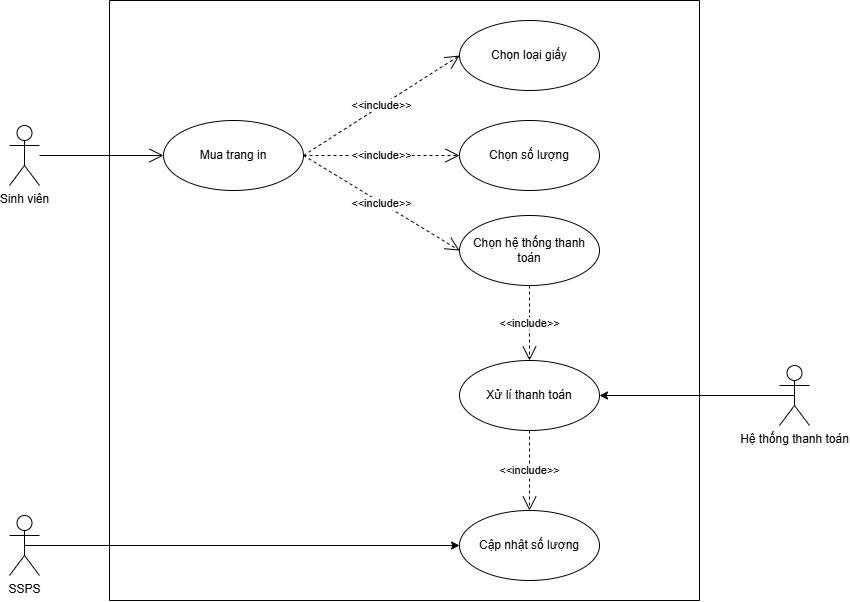 Chọn loại giấy
<<include>>
Sinh viên
Mua trang in
<<include>>
Chọn số lượng
<<include>>
Chọn hệ thống thanh
toán
<<include>>
Xử lí thanh toán
Hệ thống thanh toán
<<include>>
SSPS
Cập nhật số lượng